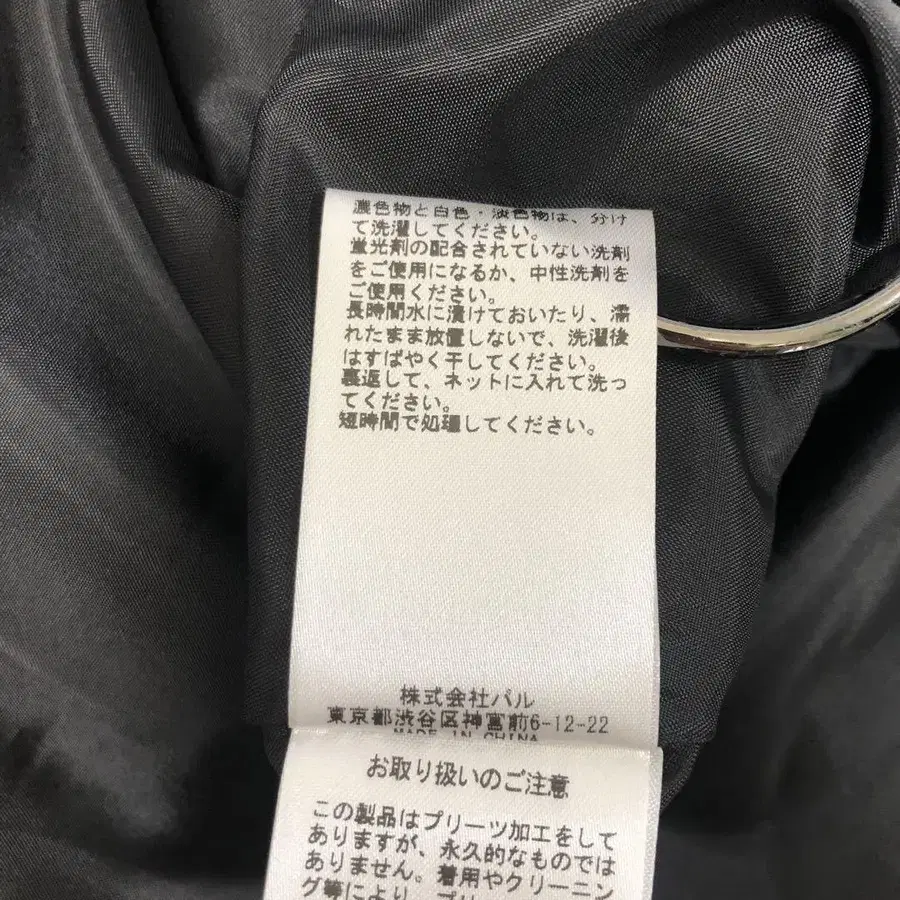 濃色物と白色・淡色物は、分け
て洗濯してください。
蛍光剤の配合されていない洗剤
をご使用になるか、中性洗剤を
ご使用ください。
長時間水に漬けておいたり、濡
れたまま放置しないで、洗濯後
はすばやく干してください。
裏返して、ネットに入れて洗っ
てください。
短時間で処理してください。
株式会社パル
東京都渋谷区神宮前6-12-22
MADE IN CHINA
お取り扱いのご注意
この製品はプリーツ加工をして
ありますが、永久的なものでは
ありません。着用やクリーニン
グ等により、プリ